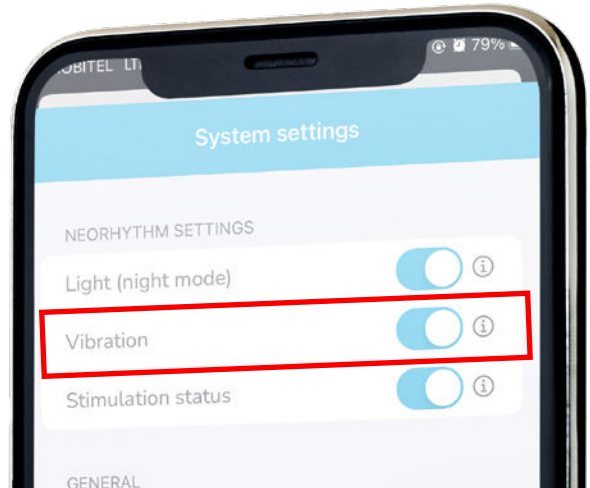 79%
System settings
NEORHYTHM SETTINGS
Light (night mode)
Vibration
Stimulation status
GENERAL